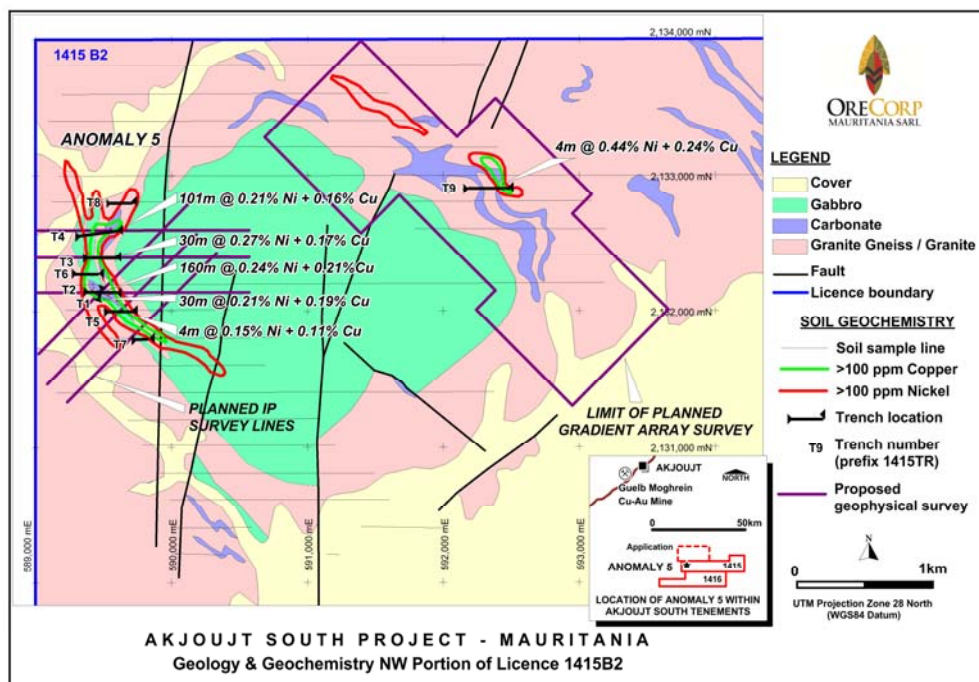 1415 B2
2,134,000 mN
ANOMALY 5
4m @ 0.44% Ni + 0.24% Cu
T9
2,133,000 mN
T8
101m @ 0.21% Ni + 0.16% Cu
T4
30m @ 0.27% Ni + 0.17% Cu
T3
160m @ 0.24% Ni + 0.21% Cu
T6
T2
30m @ 0.21% Ni + 0.19% Cu
T1
T5
2,132,000 mN
4m @ 0.15% Ni + 0.11% Cu
T7
PLANNED IP
SURVEY LINES
LIMIT OF PLANNED
GRADIENT ARRAY SURVEY
2,131,000 mN
589,000 mE
590,000 mE
591,000 mE
592,000 mE
593,000 mE
AKJOUJT
Guelb Moghrein
Cu-Au Mine
NORTH
0
50km
Application
ANOMALY 5
1415
1416
LOCATION OF ANOMALY 5 WITHIN
AKJOUJT SOUTH TENEMENTS
ORECORP
MAURITANIA SARL
LEGEND
Cover
Gabbro
Carbonate
Granite Gneiss / Granite
Fault
Licence boundary
SOIL GEOCHEMISTRY
Soil sample line
>100 ppm Copper
>100 ppm Nickel
Trench location
T9
Trench number
(prefix 1415TR)
Proposed
geophysical survey
N
0
1km
UTM Projection Zone 28 North
(WGS84 Datum)
AKJOUJT SOUTH PROJECT - MAURITANIA
Geology & Geochemistry NW Portion of Licence 1415B2